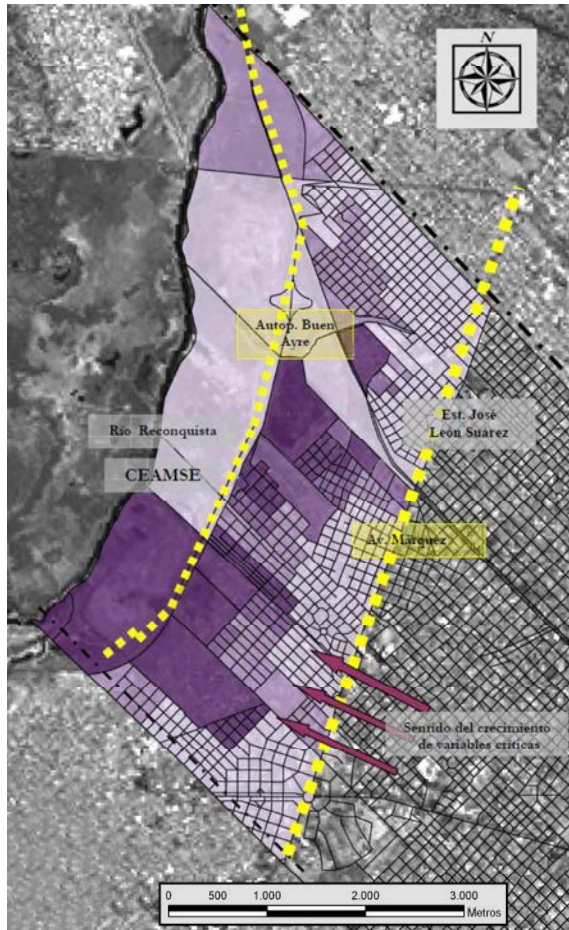 N
Autop. Buen
Ayre
Est. José
León Suárez
Río Reconquista
CEAMSE
Av. Márquez
Sentido del crecimiento
de variables críticas
0 500 1.000 2.000 3.000
Metros